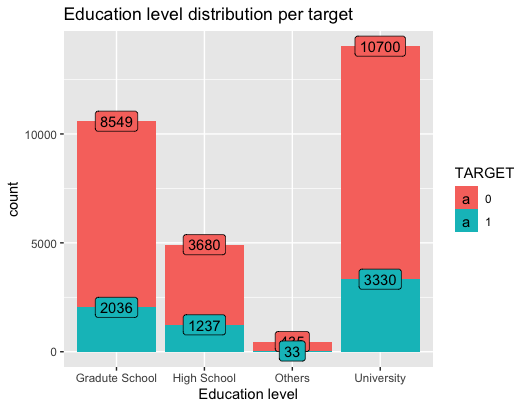 Education level distribution per target
count
10000
5000
0
8549
2036
3680
1237
435
33
10700
3330
Gradute School
High School
Others
University
Education level
TARGET
a 0
a 1